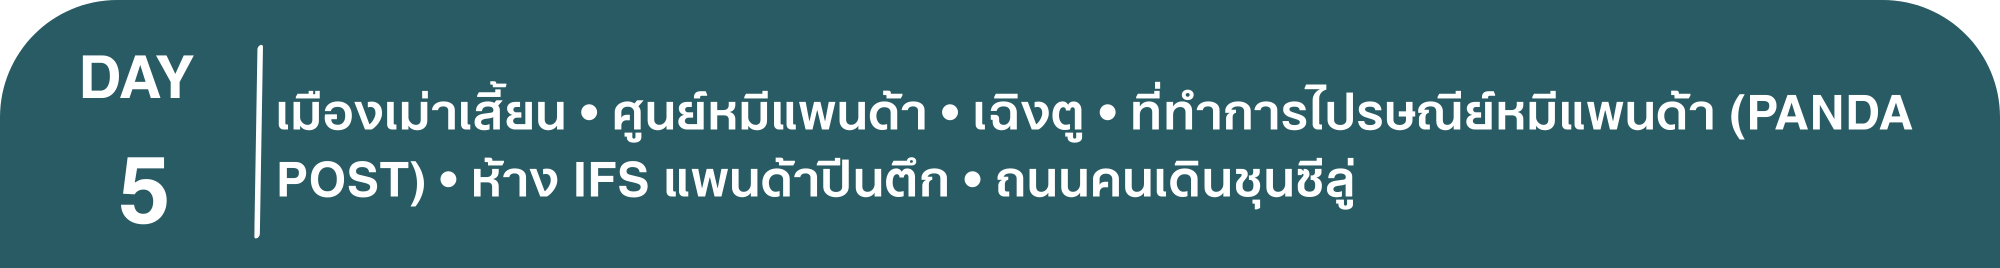 DAY
5
เมืองเม่าเสี้ยน • ศูนย์หมีแพนด้า • เฉิงตู • ที่ทำการไปรษณีย์หมีแพนด้า (PANDA
POST) • ห้าง IFS แพนด้าปีนตึก • ถนนคนเดินชุนซีลู่